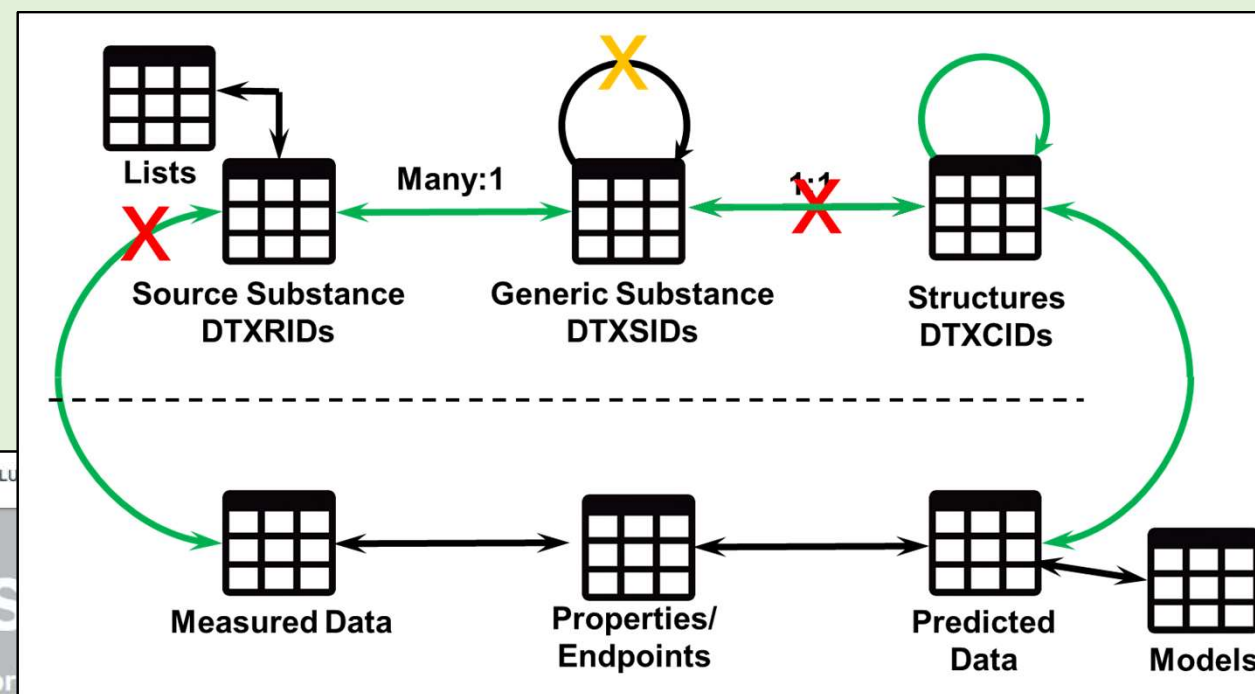 Lists
Many:1
1:1
Source Substance
DTXRIDs
Generic Substance
DTXSIDs
Structures
DTXCIDs
Measured Data
Properties/
Endpoints
Predicted
Data
Models